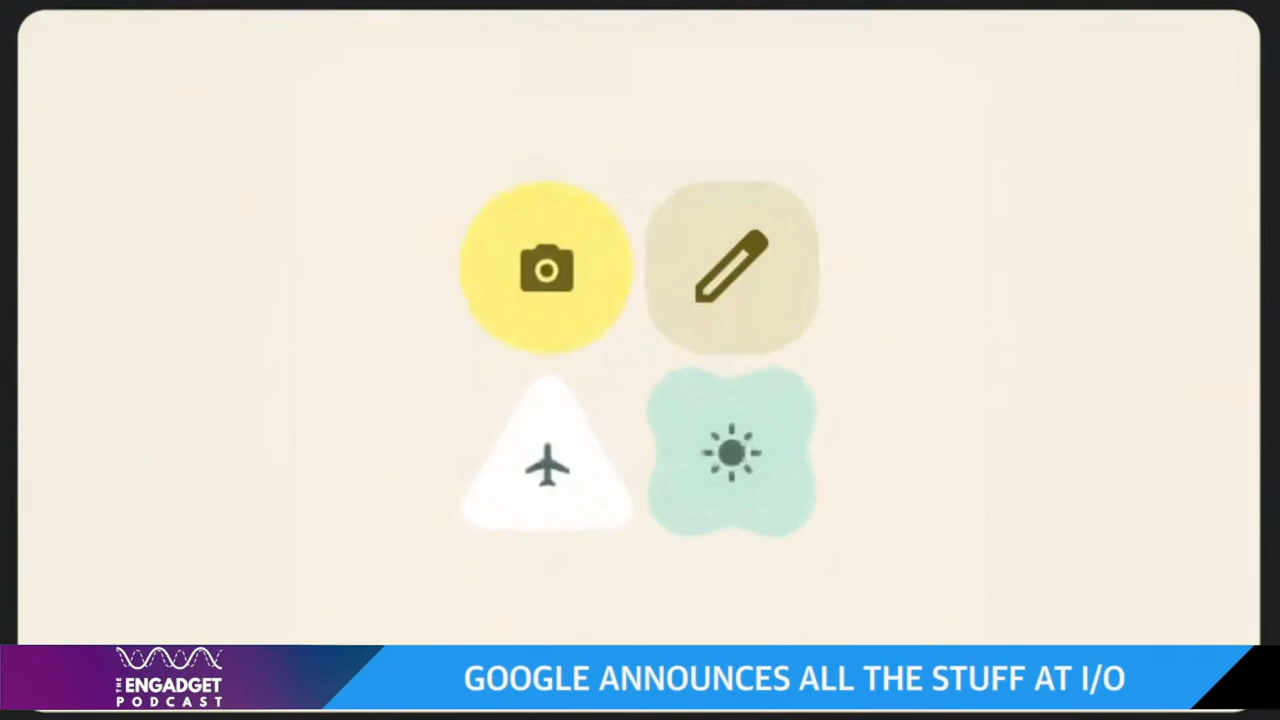 THE ENGADGET
PODCAST
GOOGLE ANNOUNCES ALL THE STUFF AT I/O